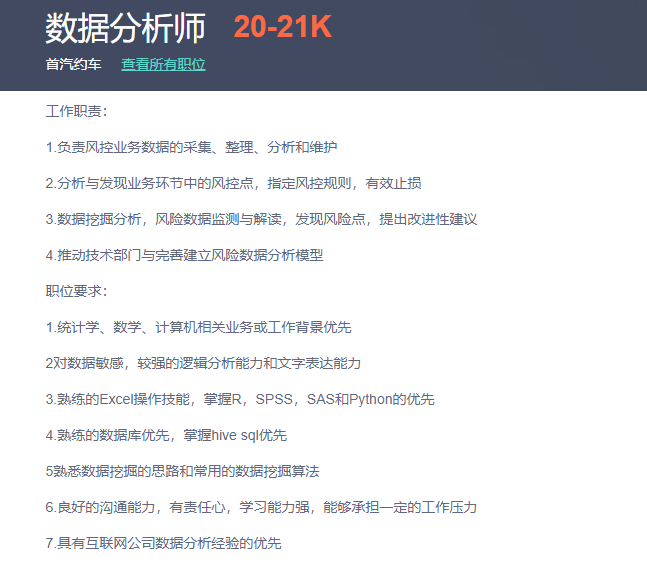 数据分析师 20-21K
首汽约车 查看所有职位
工作职责：
1.负责风控业务数据的采集、整理、分析和维护
2.分析与发现业务环节中的风控点，指定风控规则，有效止损
3.数据挖掘分析，风险数据监测与解读，发现风险点，提出改进性建议
4.推动技术部门与完善建立风险数据分析模型
职位要求：
1.统计学、数学、计算机相关业务或工作背景优先
2对数据敏感，较强的逻辑分析能力和文字表达能力
3.熟练的Excel操作技能，掌握R，SPSS，SAS和Python的优先
4.熟练的数据库优先，掌握hive sql优先
5熟悉数据挖掘的思路和常用的数据挖掘算法
6.良好的沟通能力，有责任心，学习能力强，能够承担一定的工作压力
7.具有互联网公司数据分析经验的优先